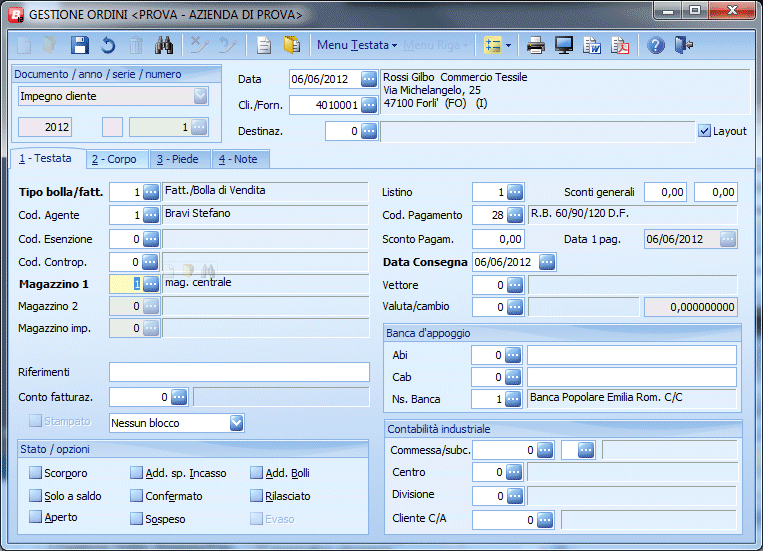 GESTIONE ORDINI <PROVA - AZIENDA DI PROVA>
Menu Testata Menu Riga
Documento / anno / serie / numero
Impegno cliente
2012 1
Data 06/06/2012
Cli./Forn. 4010001
Destinaz. 0
Rossi Gilbo Commercio Tessile
Via Michelangelo, 25
47100 Forli' (FO) (I)
Layout
1 - Testata 2 - Corpo 3 - Piede 4 - Note
Tipo bolla/fatt. 1 Fatt./Bolla di Vendita
Cod. Agente 1 Bravi Stefano
Cod. Esenzione 0
Cod. Controp. 0
Magazzino 1 1 mag. centrale
Magazzino 2 0
Magazzino imp. 0
Riferimenti
Conto fatturaz. 0
Stampato Nessun blocco
Stato / opzioni
Scorporo Add. sp. Incasso Add. Bolli
Solo a saldo Confermato Rilasciato
Aperto Sospeso Evaso
Listino 1 Sconti generali 0,00 0,00
Cod. Pagamento 28 R.B. 60/90/120 D.F.
Sconto Pagam. 0,00 Data 1 pag. 06/06/2012
Data Consegna 06/06/2012
Vettore 0
Valuta/cambio 0 0,000000000
Banca d'appoggio
Abi 0
Cab 0
Ns. Banca 1 Banca Popolare Emilia Rom. C/C
Contabilità industriale
Commessa/subc. 0
Centro 0
Divisione 0
Cliente C/A 0